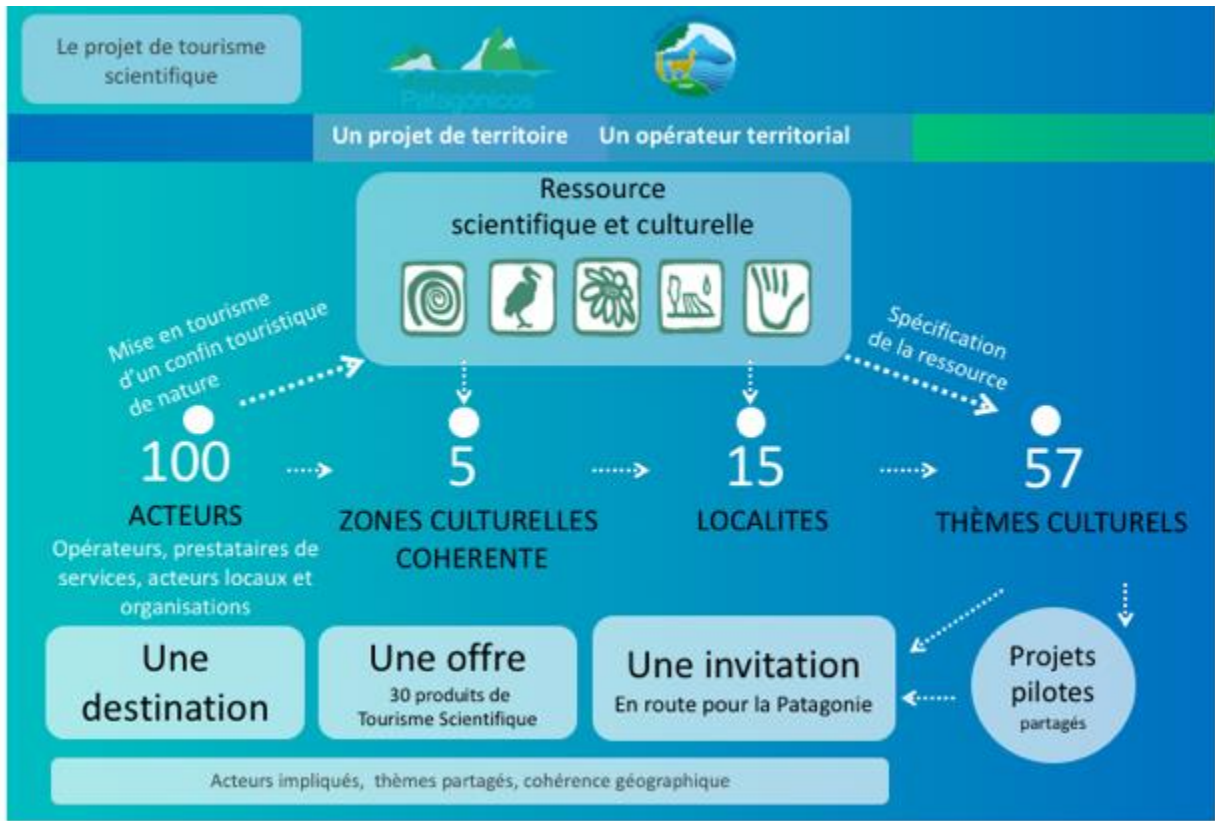 Le projet de tourisme
scientifique
Patagónicos
Un projet de territoire
Un opérateur territorial
Ressource
scientifique et culturelle
Mise en tourisme
d'un confin touristique
de nature
Spécification
de la ressource
100
ACTEURS
Opérateurs, prestataires de
services, acteurs locaux et
organisations
5
ZONES CULTURELLES
COHERENTE
15
LOCALITES
57
THÈMES CULTURELS
Une
destination
Une offre
30 produits de
Tourisme Scientifique
Une invitation
En route pour la Patagonie
Projets
pilotes
partagés
Acteurs impliqués, thèmes partagés, cohérence géographique